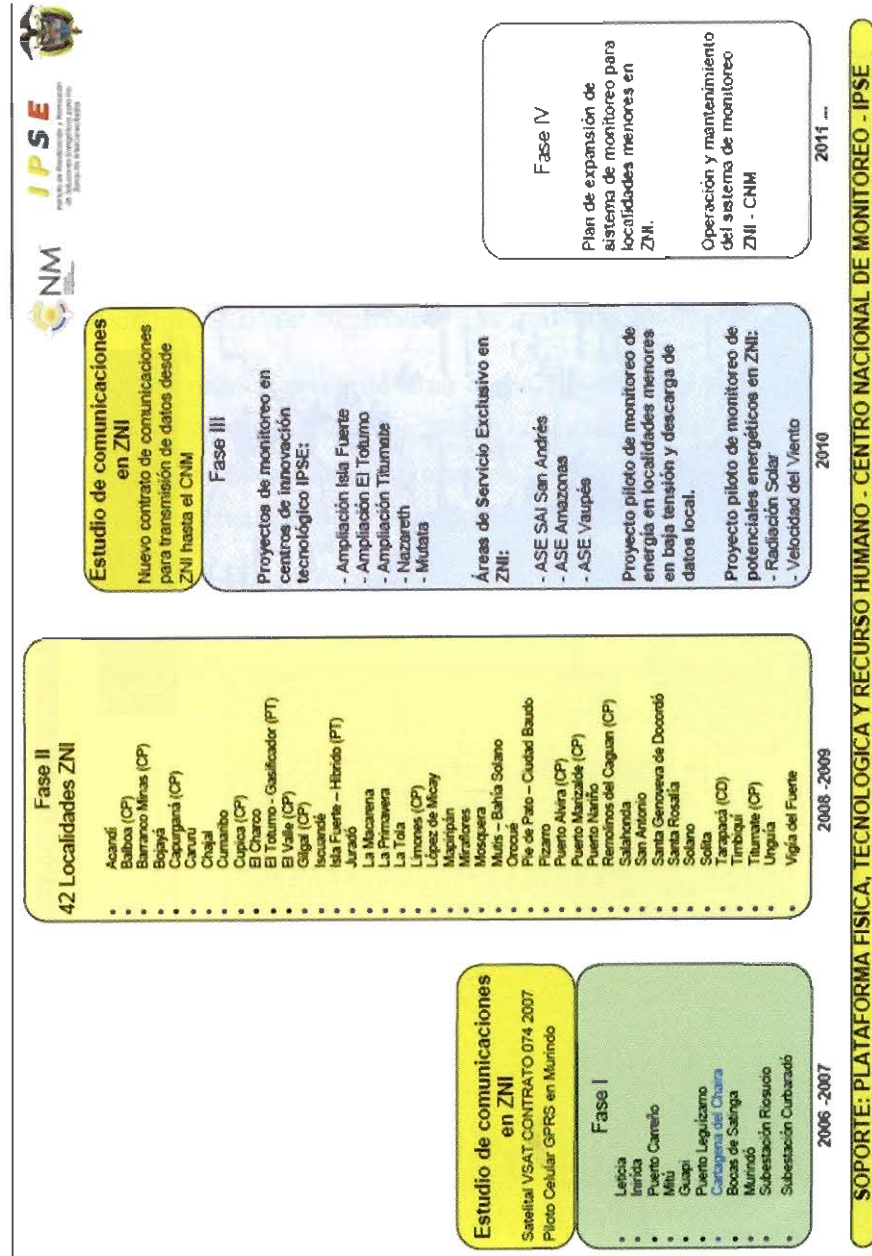 CNM
IPSE
Estudio de comunicaciones
en ZNI
Satelital VSAT CONTRATO 074 2007
Piloto Celular GPRS en Murindo
Fase I
• Leticia
• Inirida
• Puerto Carreño
• Mitú
• Guapi
• Puerto Leguizamo
• Cartagena del Chaira
• Bocas de Satinga
• Murindó
• Subestación Riosucio
• Subestación Curbaradó
2006 -2007
Fase II
42 Localidades ZNI
• Acandí
• Balboa (CP)
• Barranco Minas (CP)
• Bojayá
• Capurganá (CP)
• Caruru
• Chajal
• Cumaribo
• Cupica (CP)
• El Charco
• El Totumo - Gasificador (PT)
• El Valle (CP)
• Gilgal (CP)
• Iscuandé
• Isla Fuerte – Hibrido (PT)
• Juradó
• La Macarena
• La Primavera
• La Tola
• Limones (CP)
• López de Micay
• Mapiripán
• Miraflores
• Mosquera
• Mutis – Bahía Solano
• Orocué
• Pie de Pato – Ciudad Baudo
• Pizarro
• Puerto Alvira (CP)
• Puerto Marizalde (CP)
• Puerto Nariño
• Remolinos del Caguan (CP)
• Salahonda
• San Antonio
• Santa Genoveva de Docordó
• Santa Rosalía
• Solano
• Solita
• Tarapacá (CD)
• Timbiquí
• Titumate (CP)
• Unguía
• Vigía del Fuerte
2008 -2009
Estudio de comunicaciones
en ZNI
Nuevo contrato de comunicaciones
para transmisión de datos desde
ZNI hasta el CNM
Fase III
Proyectos de monitoreo en
centros de innovación
tecnológico IPSE:
- Ampliación Isla Fuerte
- Ampliación El Totumo
- Ampliación Titumate
- Nazareth
- Mutata
Áreas de Servicio Exclusivo en
ZNI:
- ASE SAI San Andrés
- ASE Amazonas
- ASE Vaupés
Proyecto piloto de monitoreo de
energía en localidades menores
en baja tensión y descarga de
datos local.
Proyecto piloto de monitoreo de
potenciales energéticos en ZNI:
- Radiación Solar
- Velocidad del Viento
2010
Fase IV
Plan de expansión de
sistema de monitoreo para
localidades menores en
ZNI.
Operación y mantenimiento
del sistema de monitoreo
ZNI - CNM
2011 ...
SOPORTE: PLATAFORMA FISICA, TECNOLOGICA Y RECURSO HUMANO - CENTRO NACIONAL DE MONITOREO - IPSE